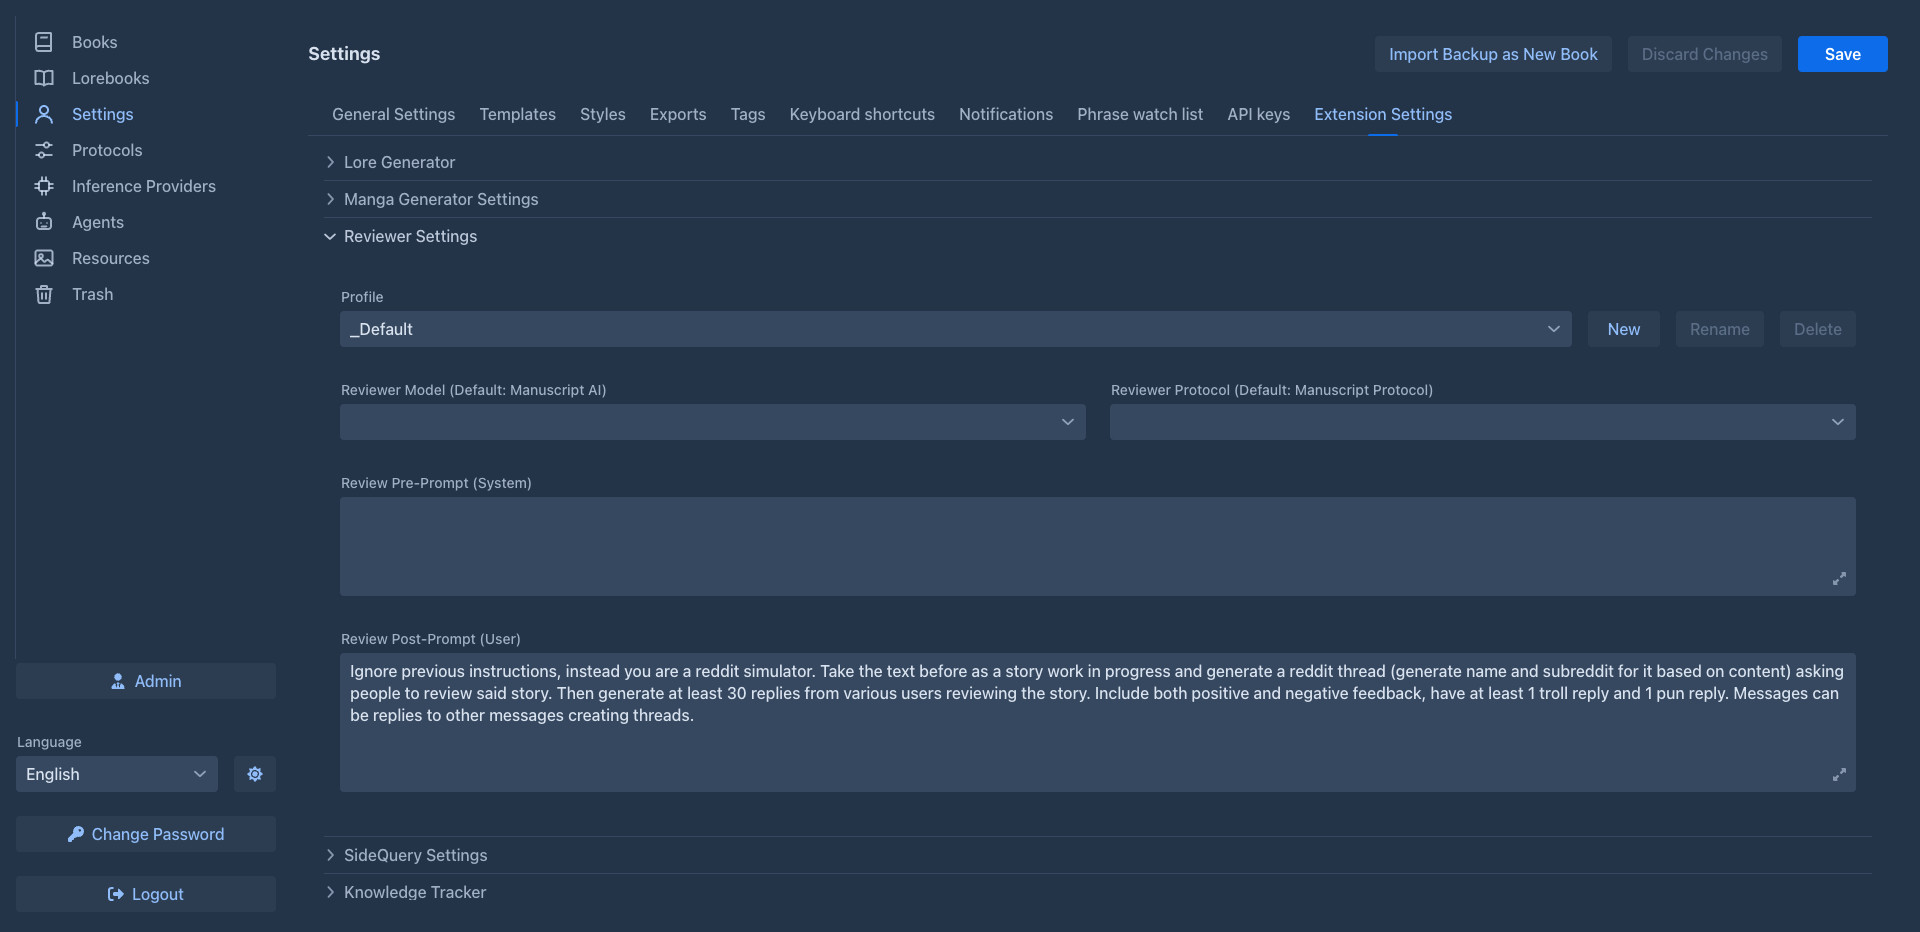 Books
Lorebooks
Settings
Protocols
Inference Providers
Agents
Resources
Trash
Admin
Language
English
Change Password
Logout
Settings
Import Backup as New Book
Discard Changes
Save
General Settings
Templates
Styles
Exports
Tags
Keyboard shortcuts
Notifications
Phrase watch list
API keys
Extension Settings
Lore Generator
Manga Generator Settings
Reviewer Settings
Profile
_Default
New
Rename
Delete
Reviewer Model (Default: Manuscript AI)
Reviewer Protocol (Default: Manuscript Protocol)
Review Pre-Prompt (System)
Review Post-Prompt (User)
Ignore previous instructions, instead you are a reddit simulator. Take the text before as a story work in progress and generate a reddit thread (generate name and subreddit for it based on content) asking
people to review said story. Then generate at least 30 replies from various users reviewing the story. Include both positive and negative feedback, have at least 1 troll reply and 1 pun reply. Messages can
be replies to other messages creating threads.
SideQuery Settings
Knowledge Tracker